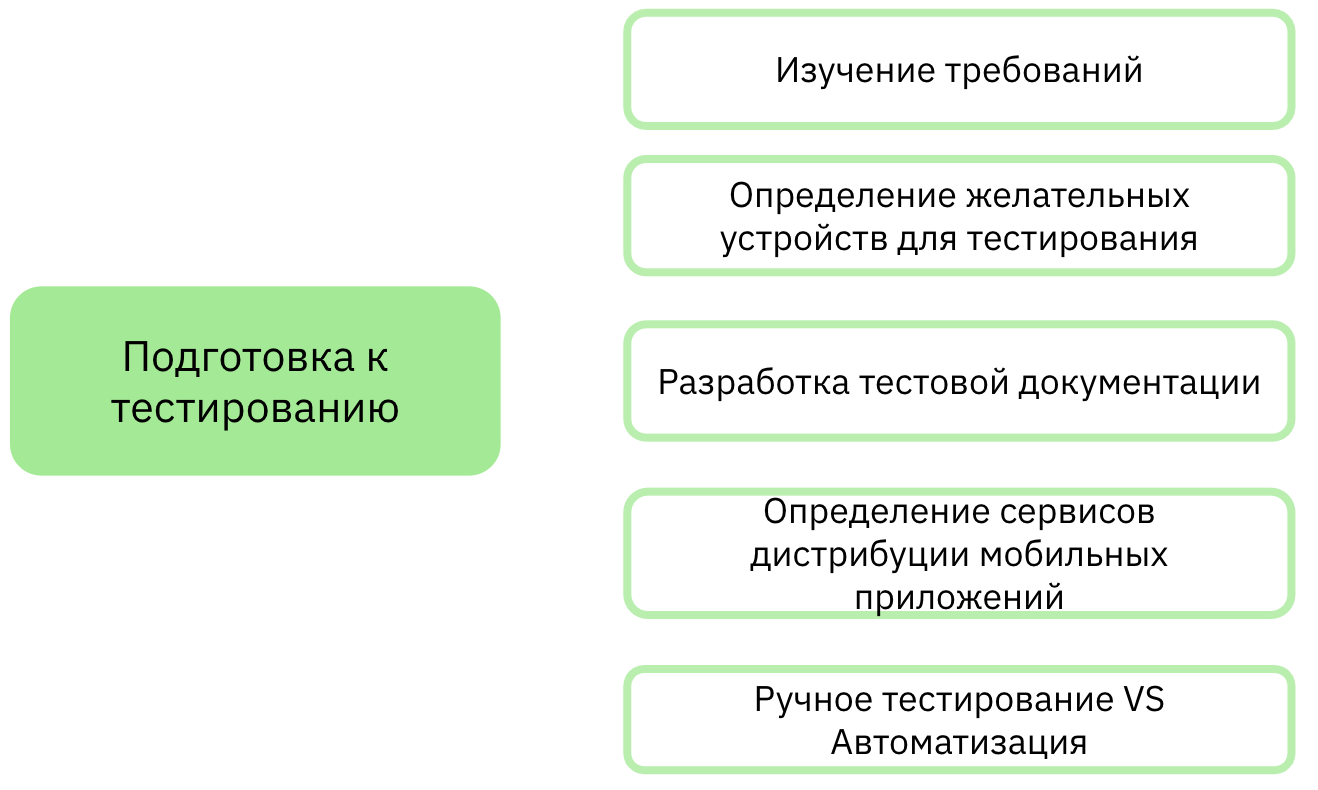 Изучение требований
Определение желательных
устройств для тестирования
Подготовка к
тестированию
Разработка тестовой документации
Определение сервисов
дистрибуции мобильных
приложений
Ручное тестирование VS
Автоматизация